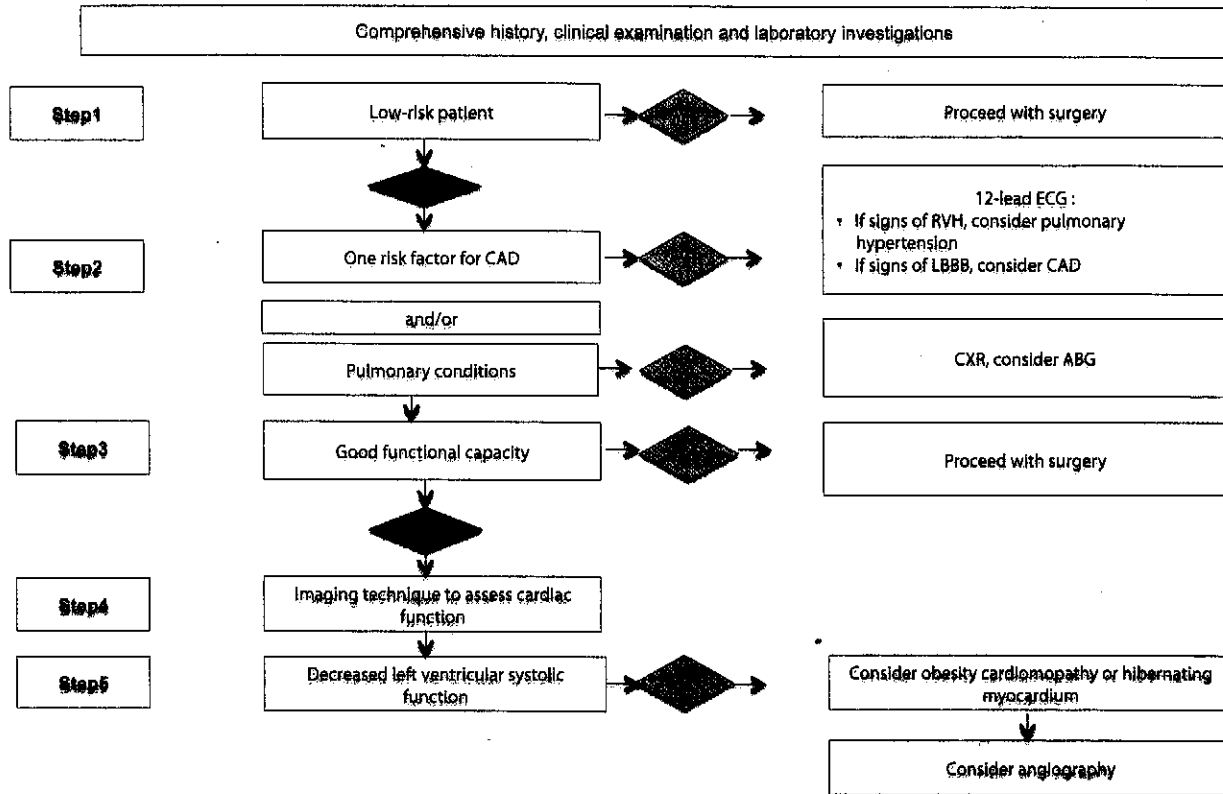 Comprehensive history, clinical examination and laboratory investigations
Step1
Low-risk patient
Proceed with surgery
12-lead ECG :
• If signs of RVH, consider pulmonary
hypertension
• If signs of LBBB, consider CAD
Step2
One risk factor for CAD
and/or
Pulmonary conditions
CXR, consider ABG
Step3
Good functional capacity
Proceed with surgery
Step4
Imaging technique to assess cardiac
function
Step5
Decreased left ventricular systolic
function
Consider obesity cardiomopathy or hibernating
myocardium
Consider angiography